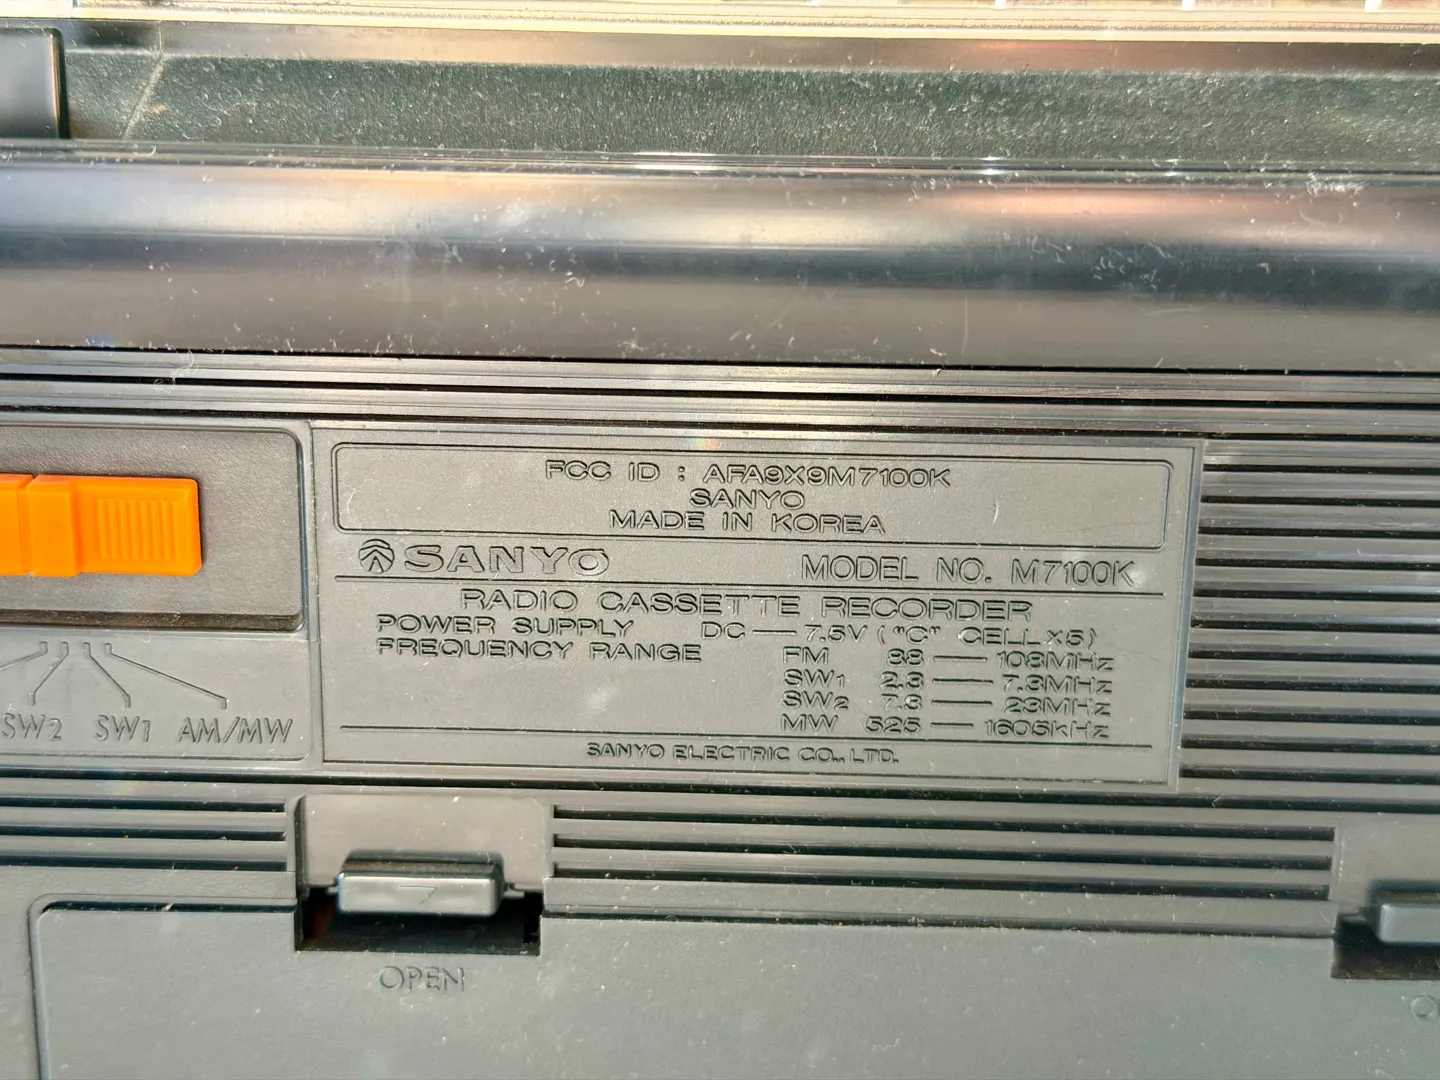 FCC ID : AFA9X9M7100K
SANYO
MADE IN KOREA
SANYO MODEL NO. M7100K
RADIO CASSETTE RECORDER
POWER SUPPLY DC — 7.5V ("C" CELL×5)
FREQUENCY RANGE FM 88 — 108MHz
SW1 2.3 — 7.3MHz
SW2 7.3 — 23MHz
MW 525 — 1605kHz
SANYO ELECTRIC CO., LTD.
SW2 SW1 AM/MW
OPEN